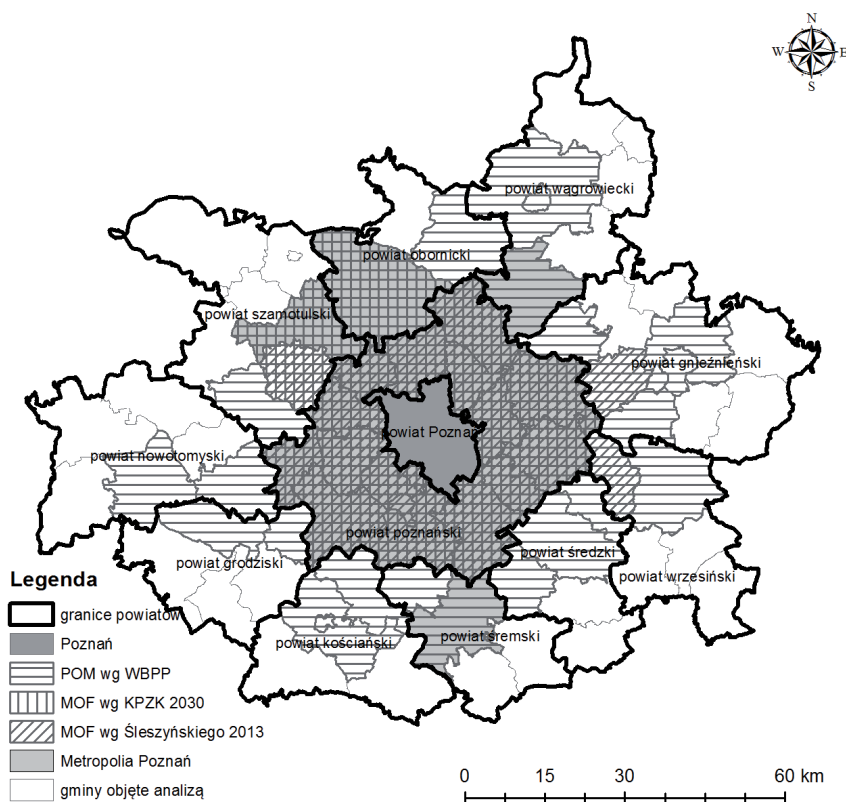 N
W E
S
powiat wągrowiecki
powiat obornicki
powiat szamotulski
powiat gnieźnieński
powiat Poznań
powiat nowotomyski
powiat poznański
powiat średzki
powiat grodziski
powiat wrzesiński
powiat śremski
powiat kościański
Legenda
granice powiatów
Poznań
POM wg WBPP
MOF wg KPZK 2030
MOF wg Śleszyńskiego 2013
Metropolia Poznań
gminy objęte analizą
0 15 30 60 km